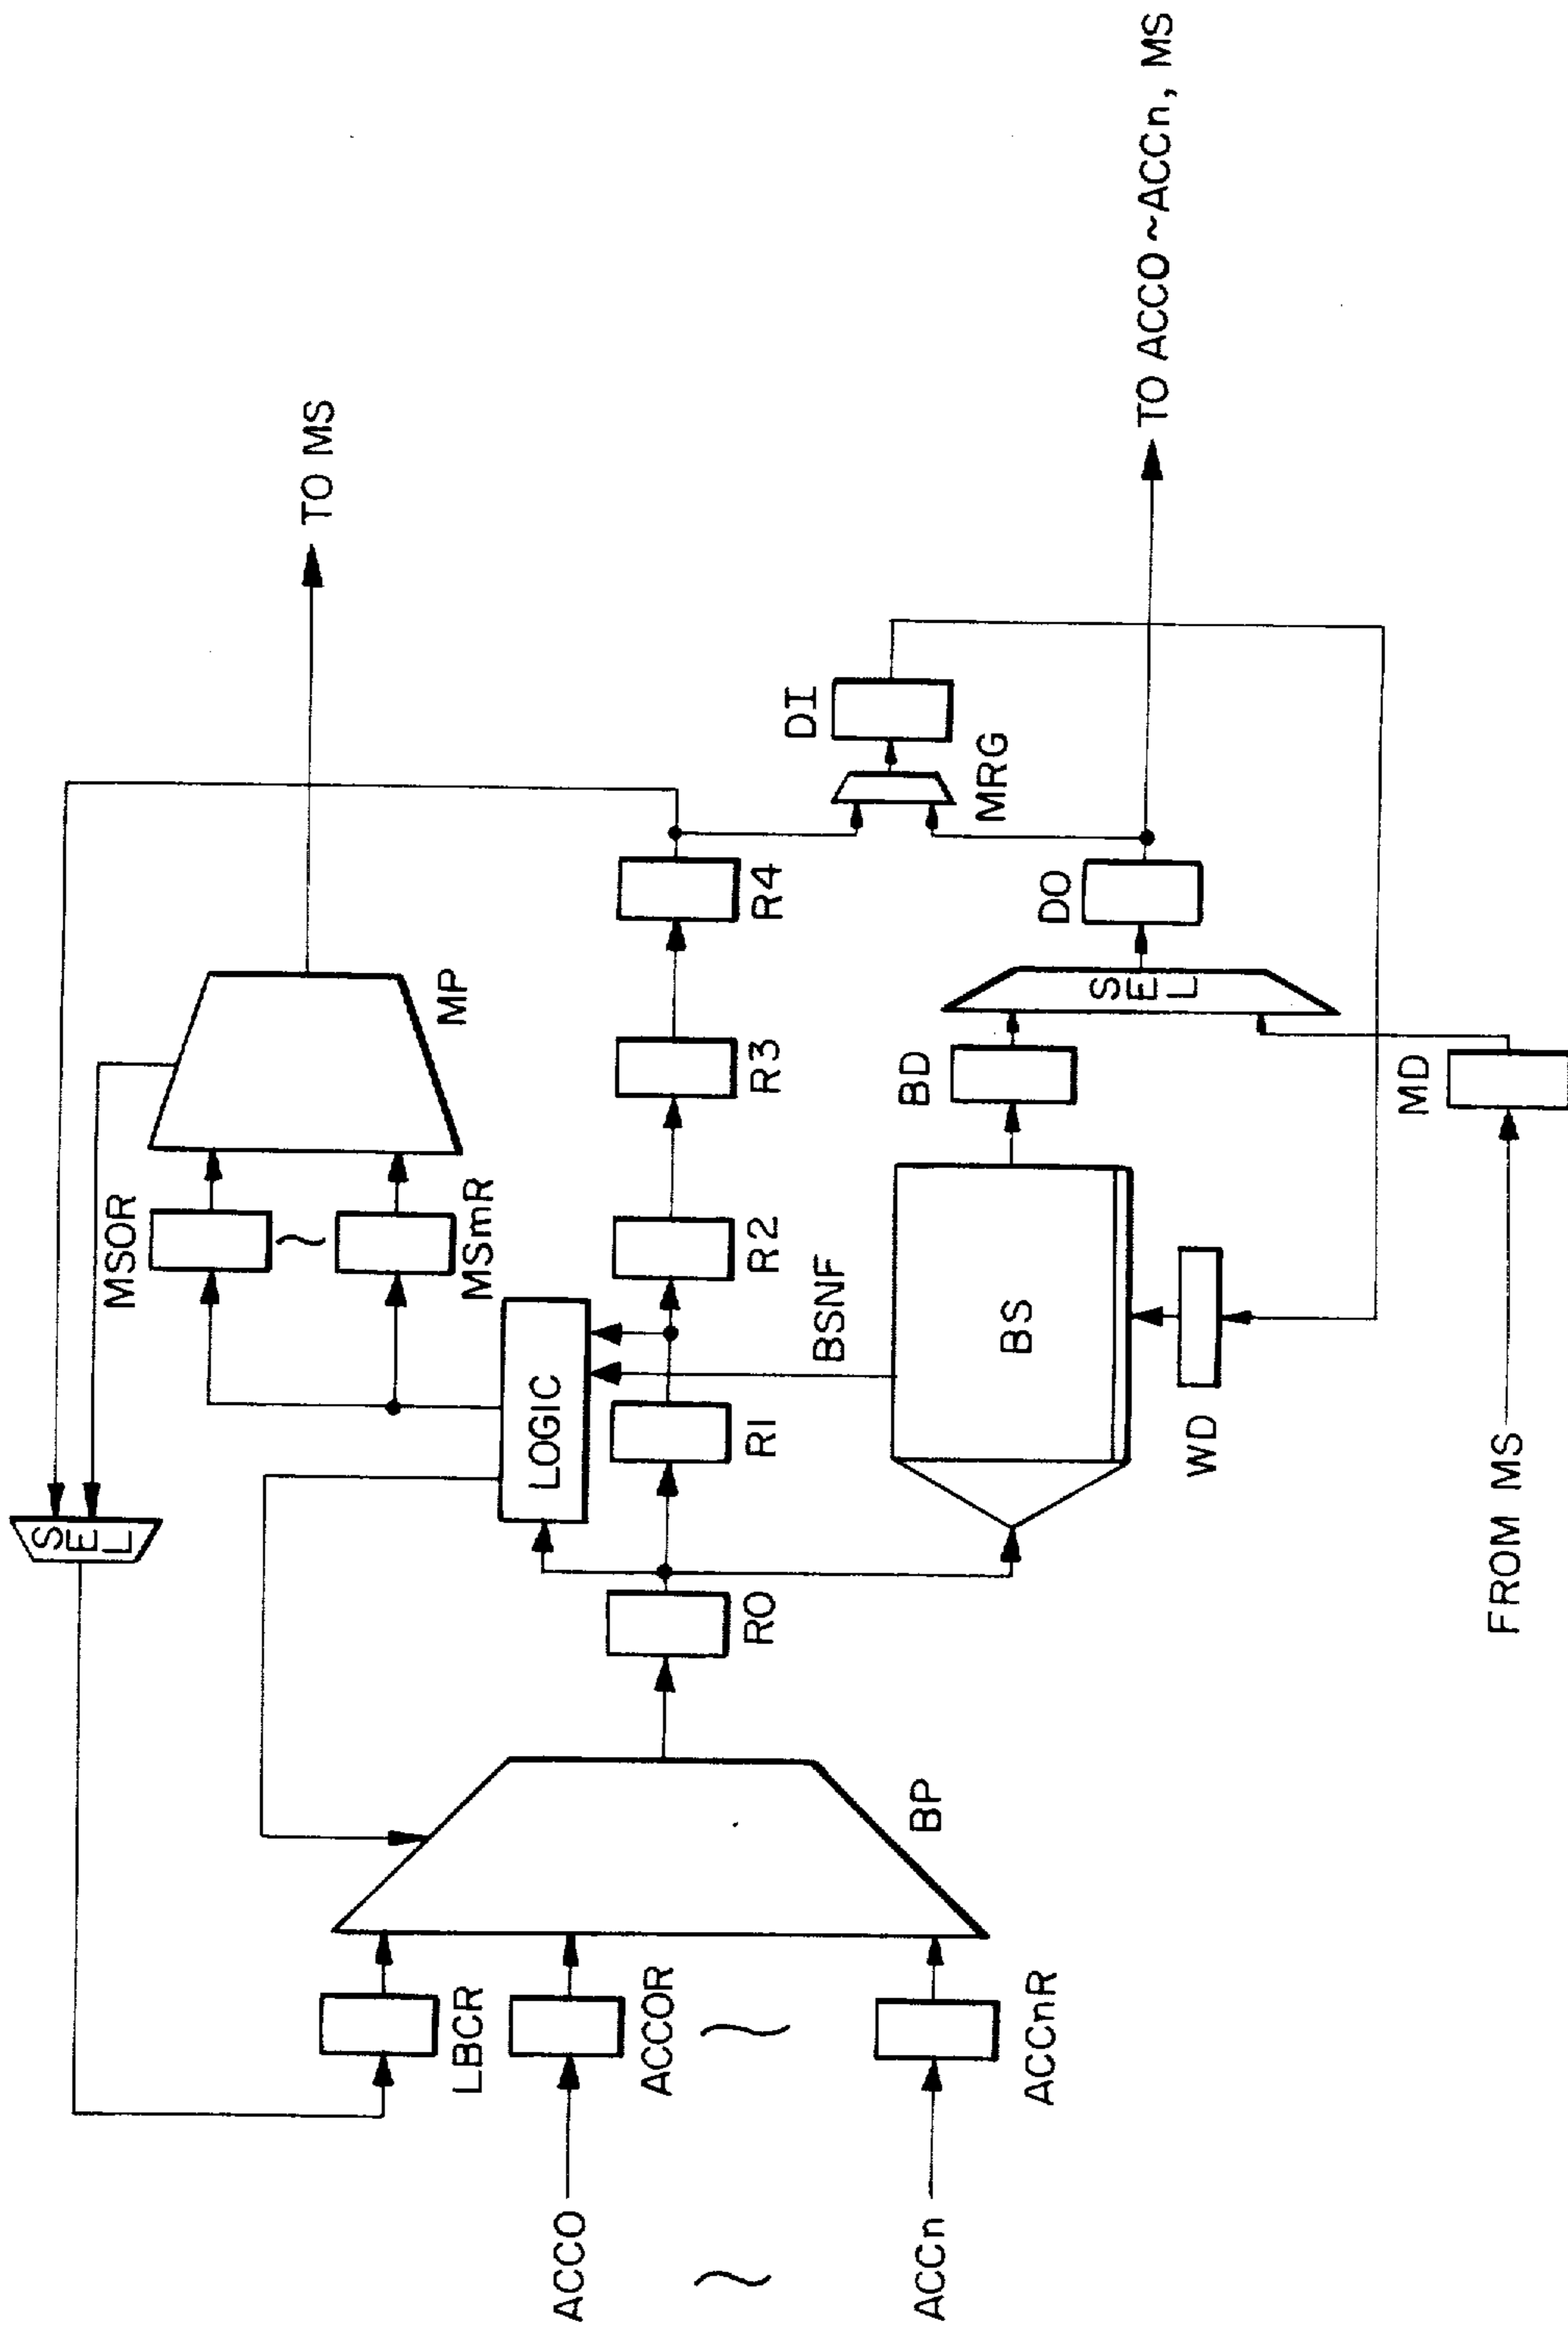 SEL
LBCR
ACC0
ACC0R
~
~
ACCn
ACCnR
BP
R0
LOGIC
R1
BSNF
R2
R3
R4
MS0R
~
MSmR
MP
TO MS
BS
WD
BD
SEL
DO
MRG
DI
TO ACC0~ACCn, MS
MD
FROM MS